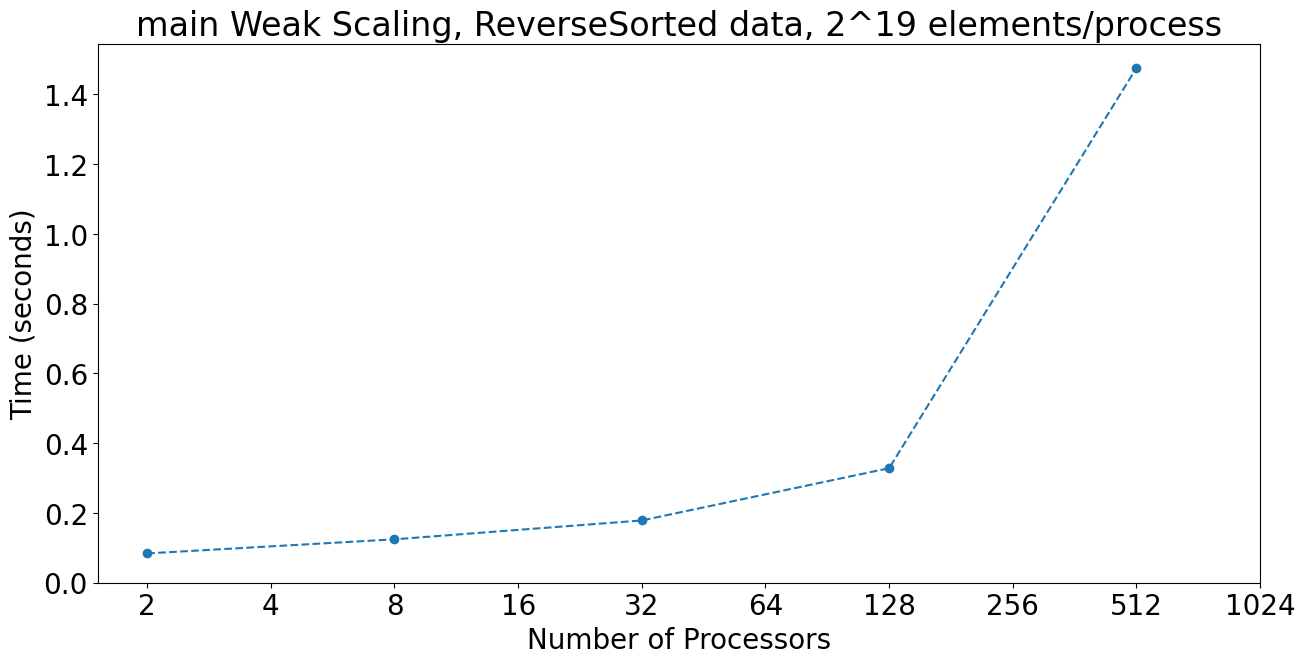 main Weak Scaling, ReverseSorted data, 2^19 elements/process
Time (seconds)
1.4
1.2
1.0
0.8
0.6
0.4
0.2
0.0
2 4 8 16 32 64 128 256 512 1024
Number of Processors